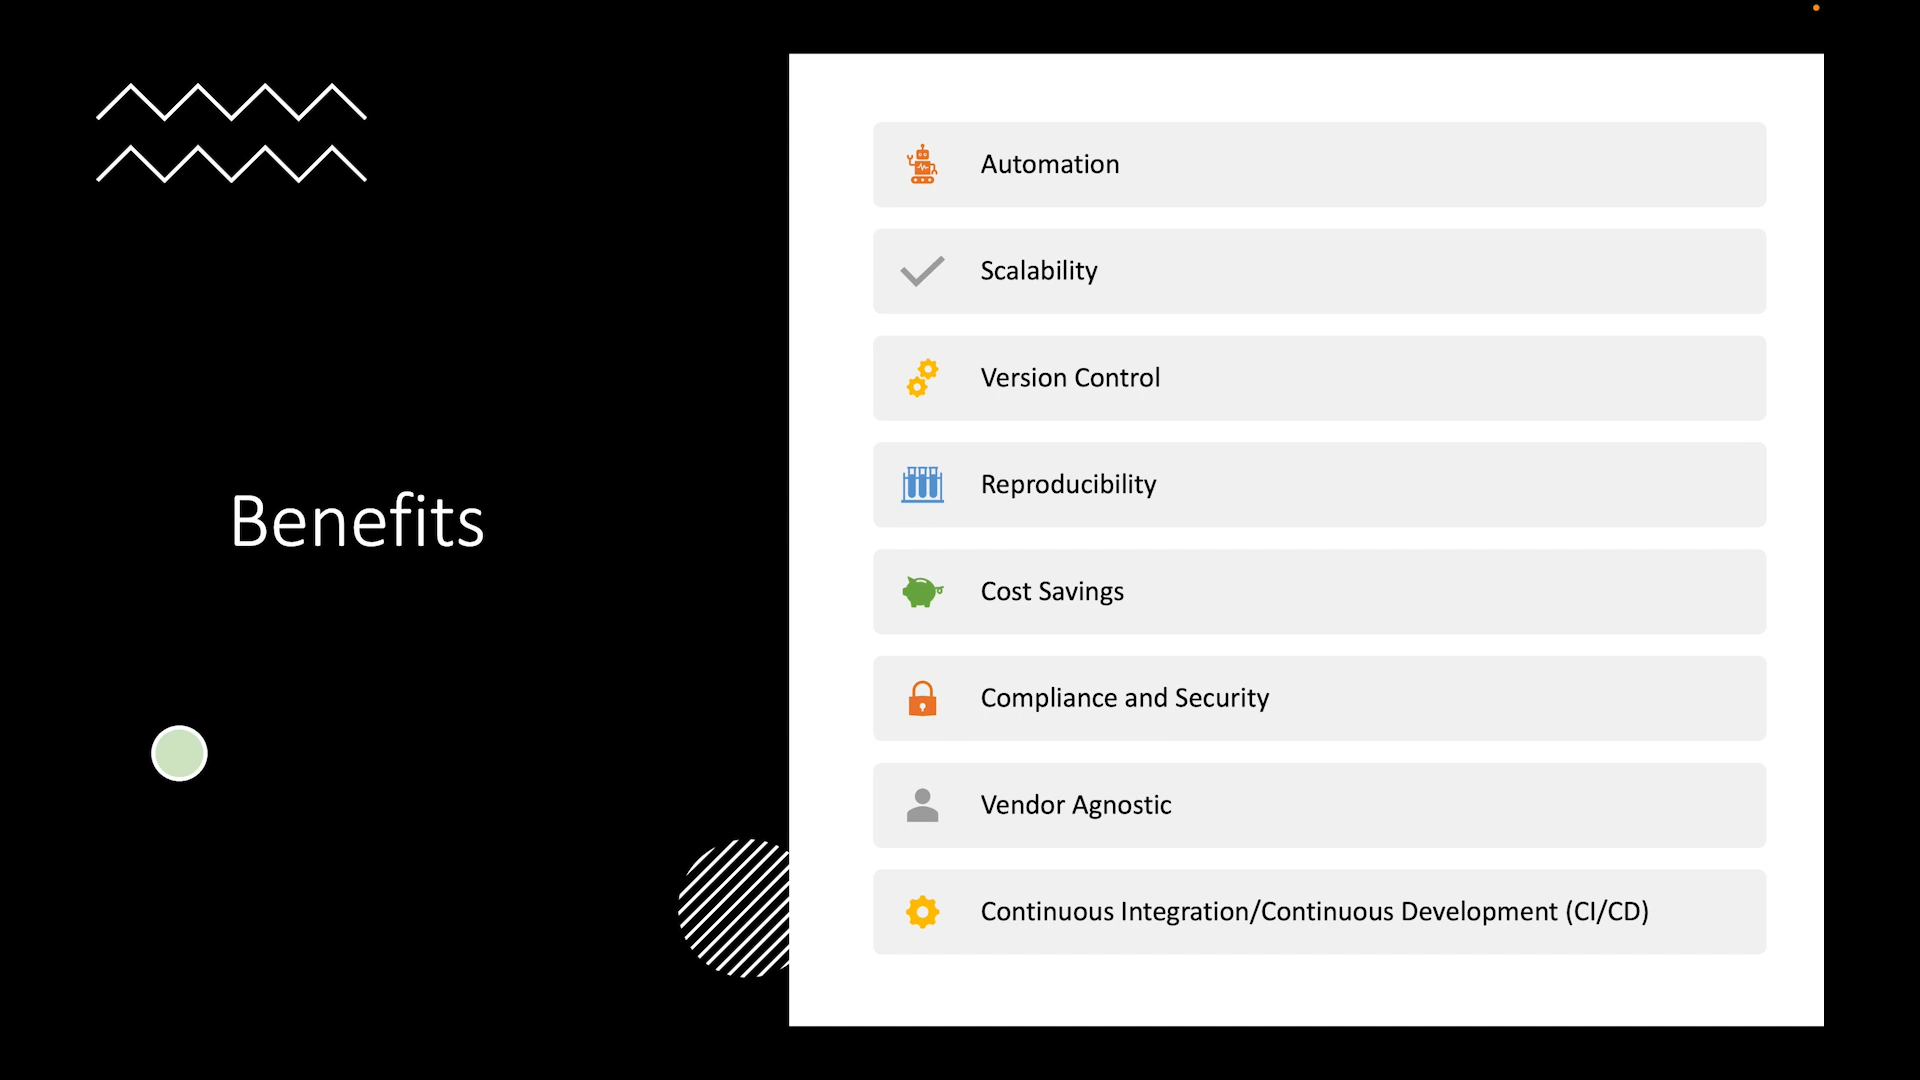 Benefits
Automation
Scalability
Version Control
Reproducibility
Cost Savings
Compliance and Security
Vendor Agnostic
Continuous Integration/Continuous Development (CI/CD)